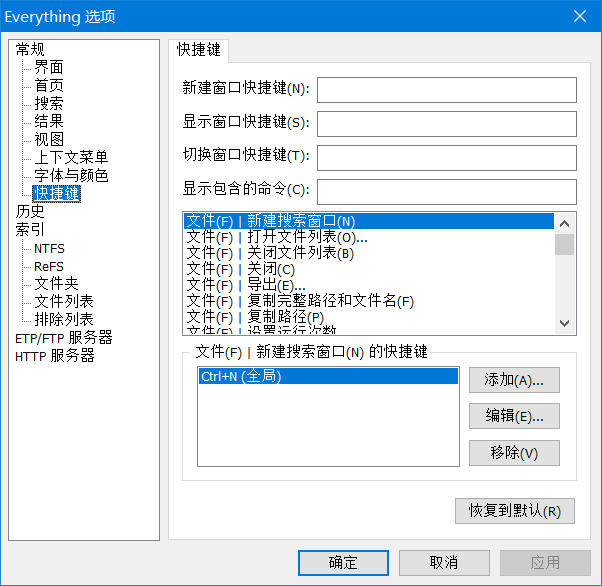 Everything 选项
常规
界面
首页
搜索
结果
视图
上下文菜单
字体与颜色
快捷键
历史
索引
NTFS
ReFS
文件夹
文件列表
排除列表
ETP/FTP 服务器
HTTP 服务器
快捷键
新建窗口快捷键(N):
显示窗口快捷键(S):
切换窗口快捷键(T):
显示包含的命令(C):
文件(F) | 新建搜索窗口(N)
文件(F) | 打开文件列表(O)...
文件(F) | 关闭文件列表(B)
文件(F) | 关闭(C)
文件(F) | 导出(E)...
文件(F) | 复制完整路径和文件名(F)
文件(F) | 复制路径(P)
文件(F) | 设置运行次数
文件(F) | 新建搜索窗口(N) 的快捷键
Ctrl+N (全局)
添加(A)...
编辑(E)...
移除(V)
恢复到默认(R)
确定
取消
应用